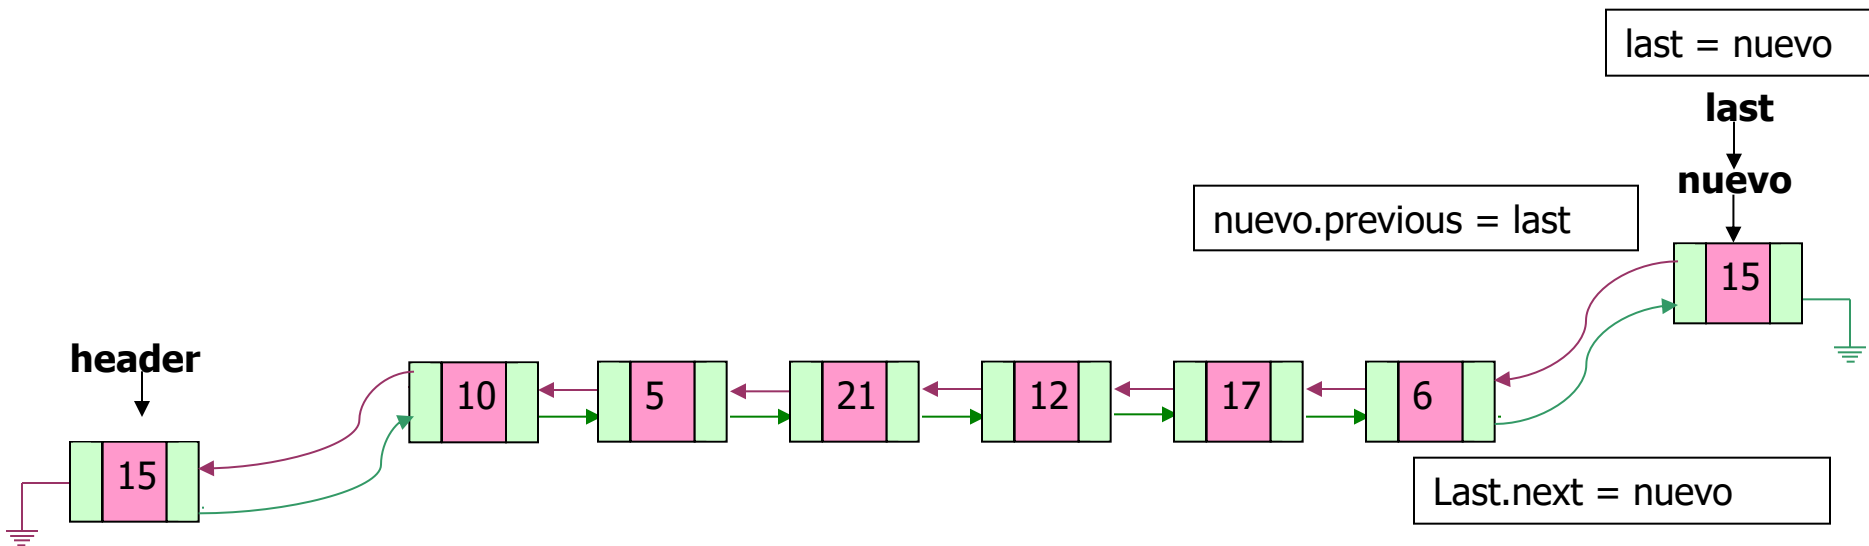 last = nuevo
last
nuevo
nuevo.previous = last
15
header
10 5 21 12 17 6
15
Last.next = nuevo